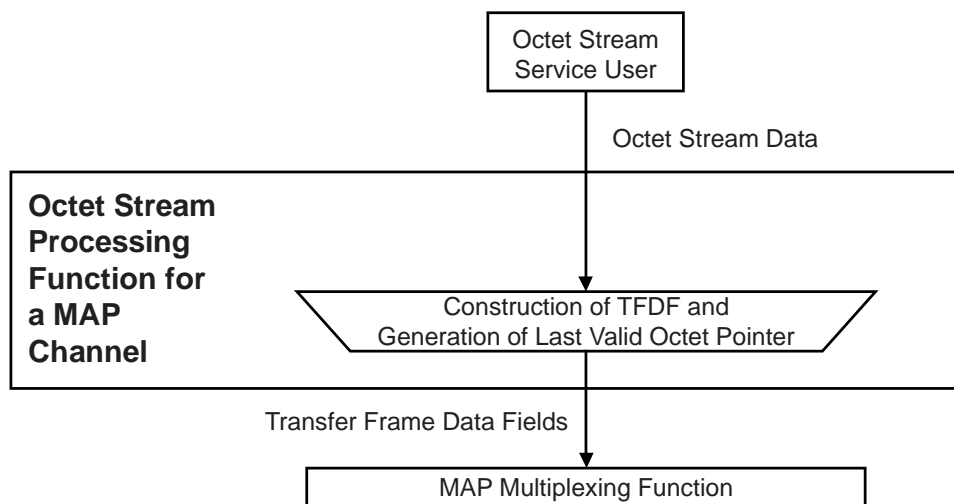 Octet Stream
Service User
Octet Stream Data
Octet Stream
Processing
Function for
a MAP
Channel
Construction of TFDF and
Generation of Last Valid Octet Pointer
Transfer Frame Data Fields
MAP Multiplexing Function